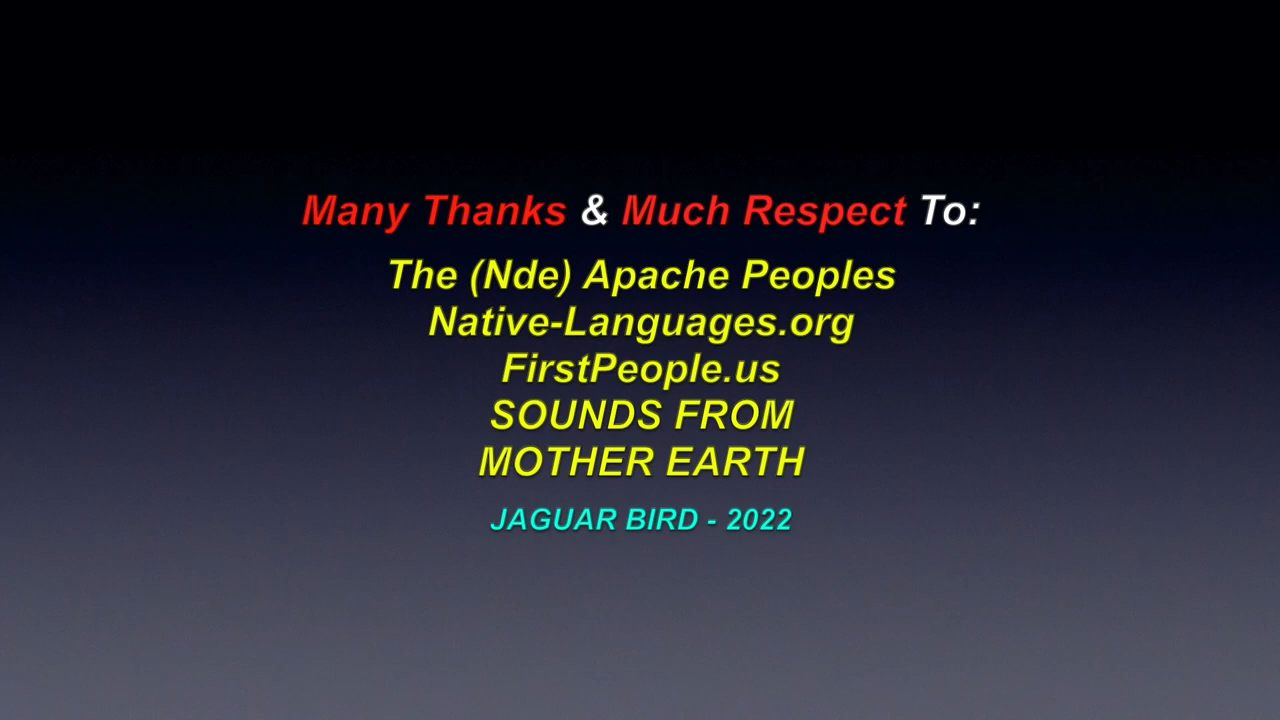 Many Thanks & Much Respect To:
The (Nde) Apache Peoples
Native-Languages.org
FirstPeople.us
SOUNDS FROM
MOTHER EARTH
JAGUAR BIRD - 2022